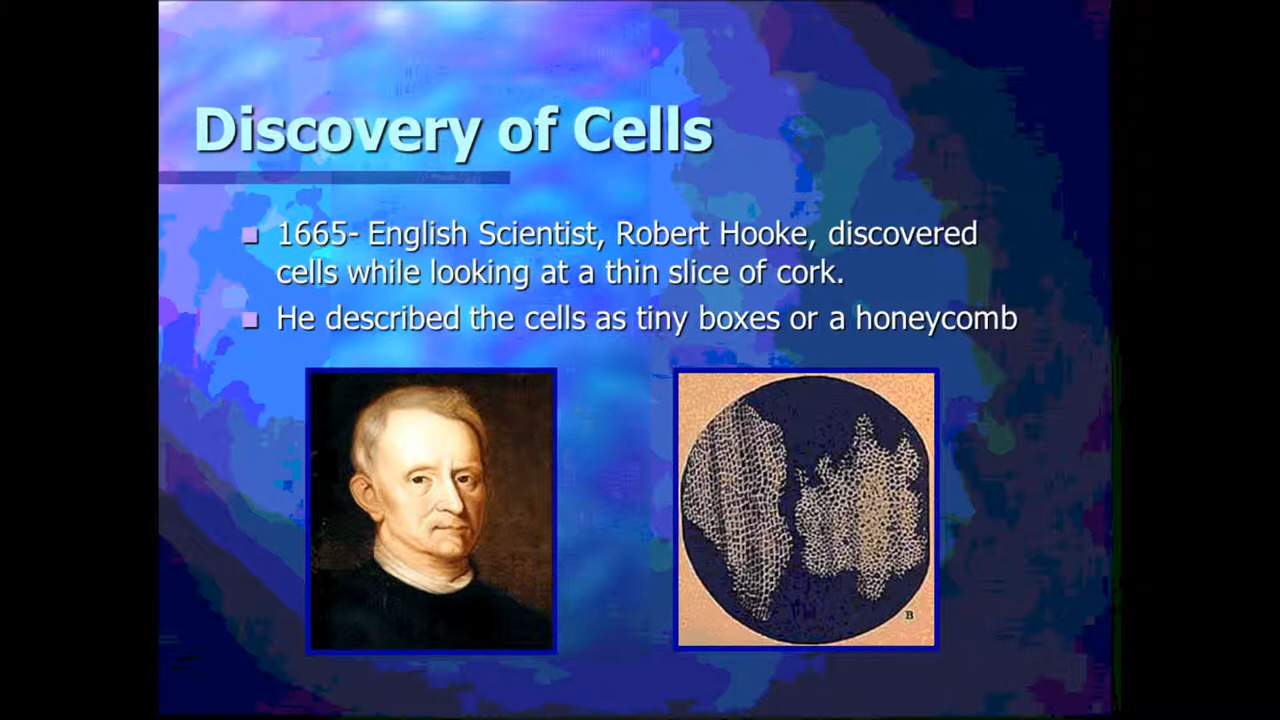 Discovery of Cells
1665- English Scientist, Robert Hooke, discovered
cells while looking at a thin slice of cork.
He described the cells as tiny boxes or a honeycomb
B